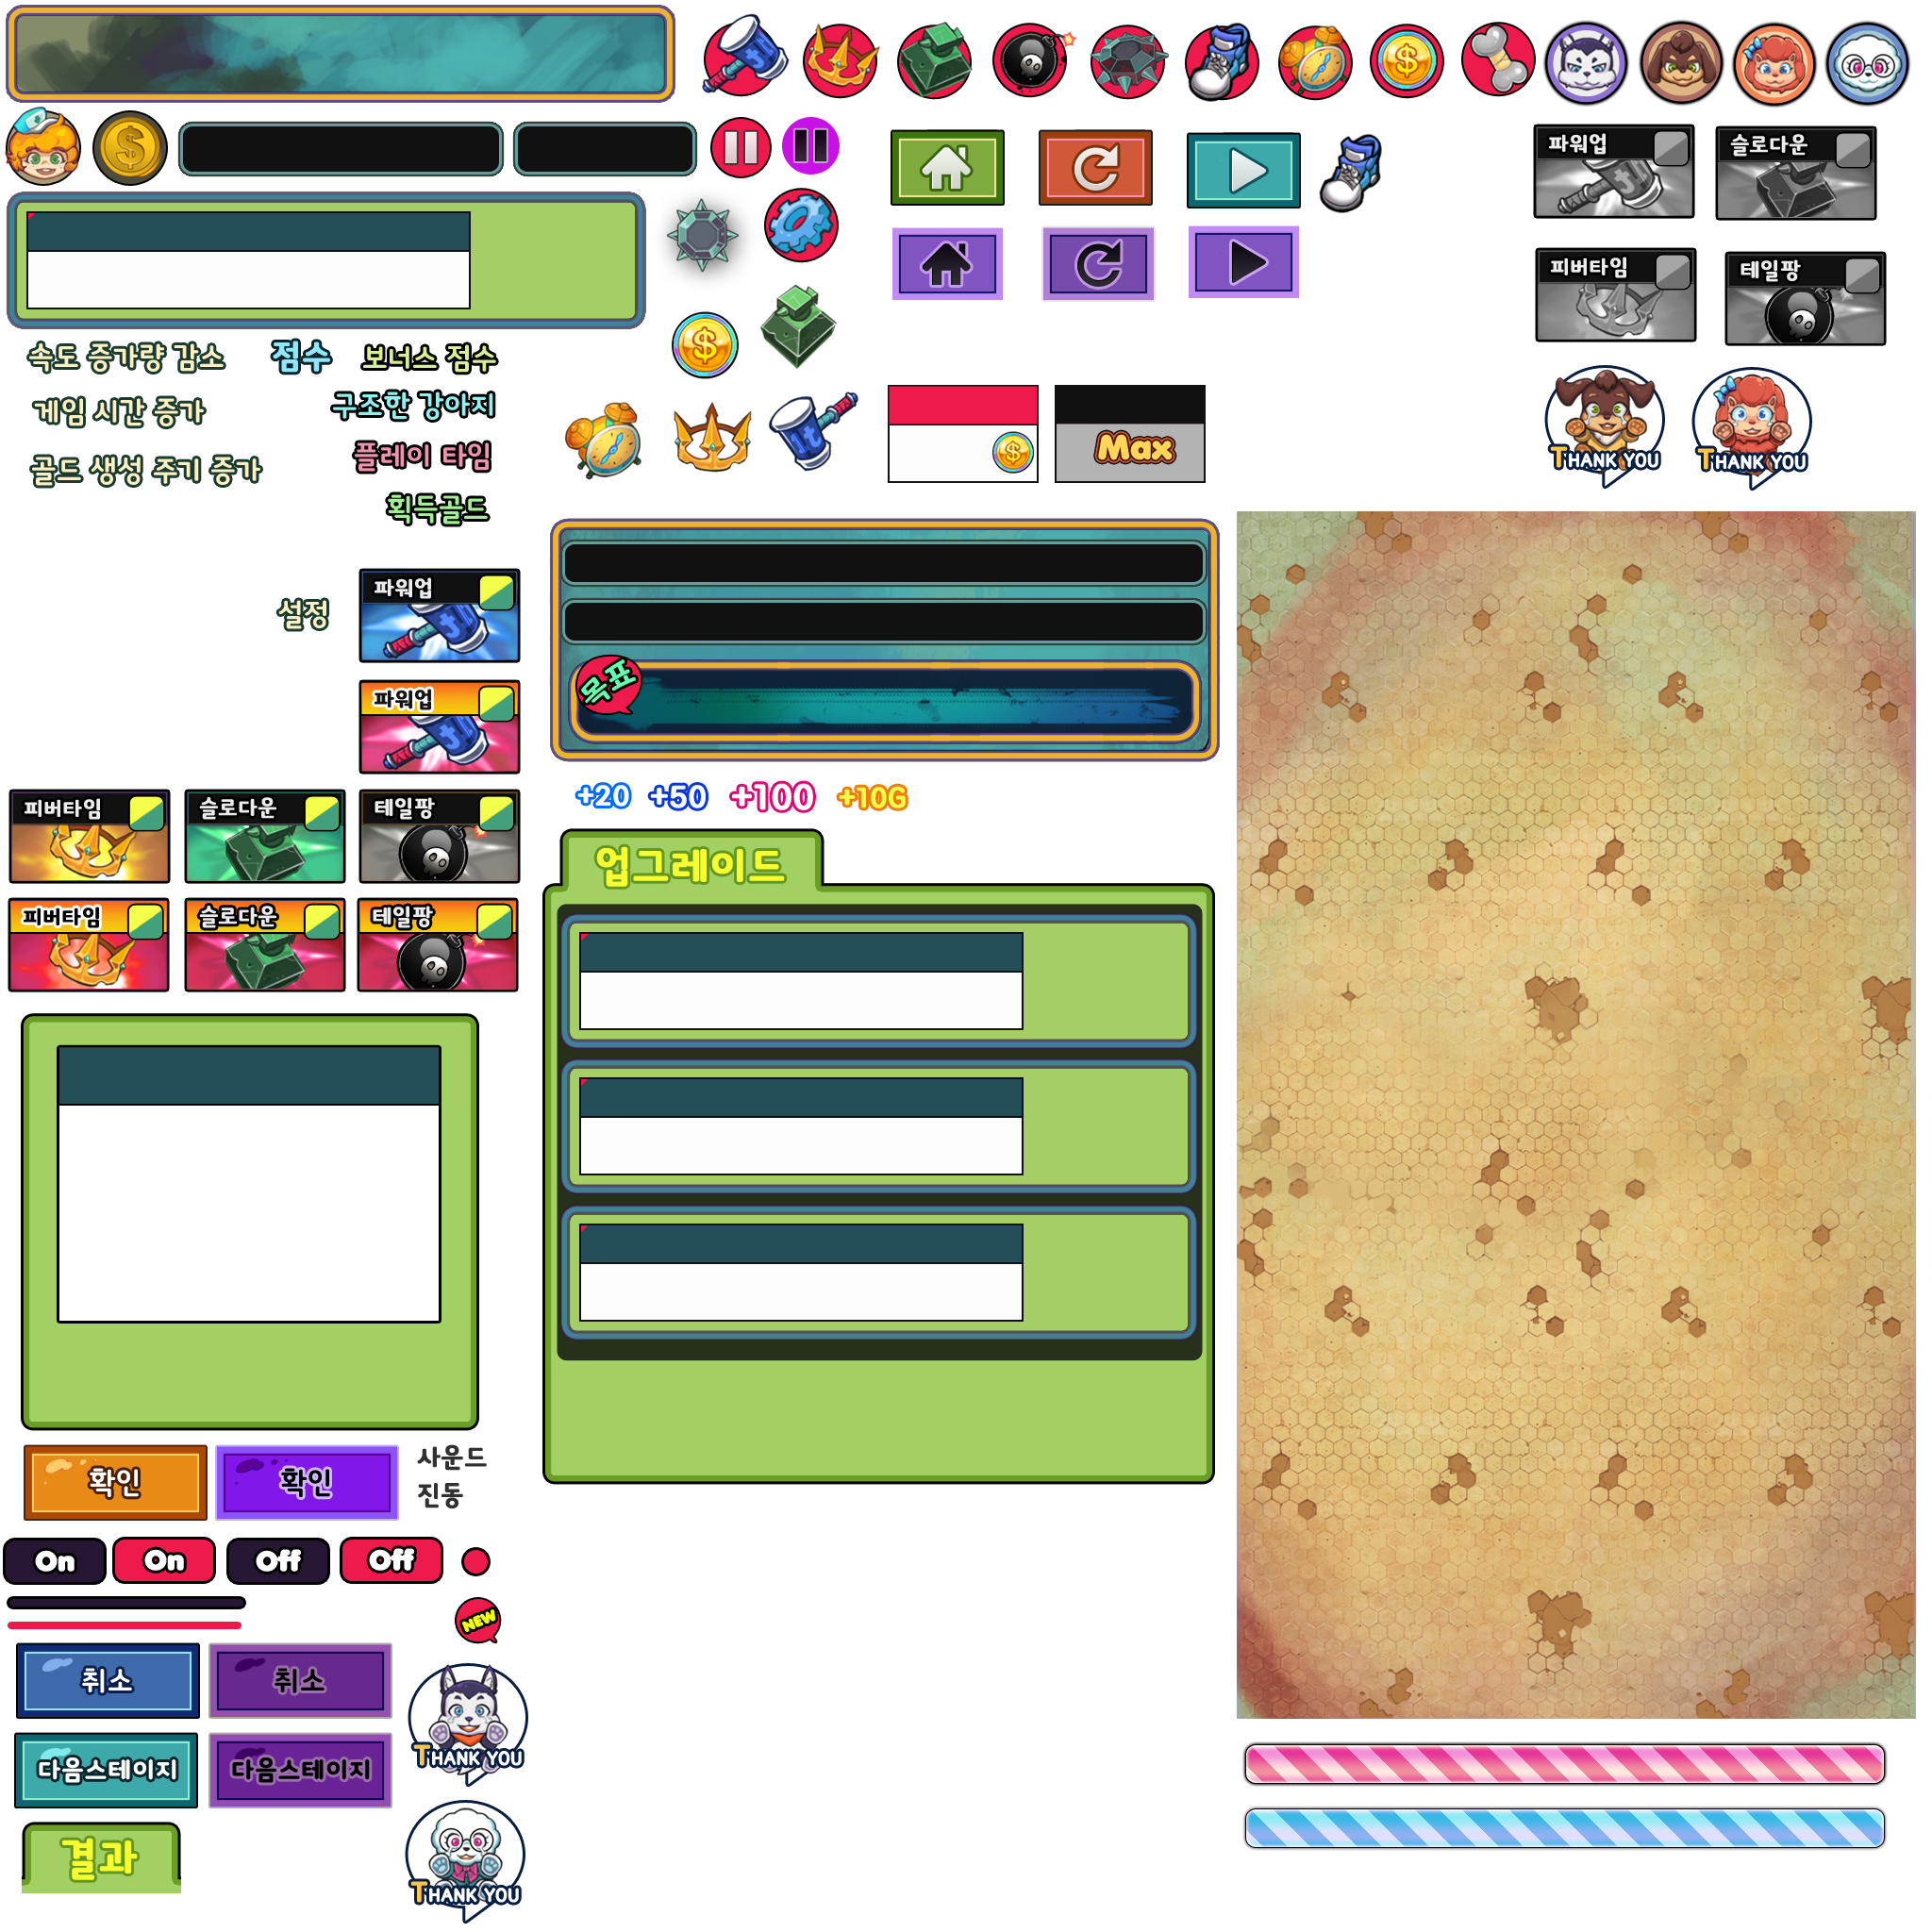 파워업
슬로다운
피버타임
테일팡
속도 증가량 감소
점수
보너스 점수
게임 시간 증가
구조한 강아지
골드 생성 주기 증가
플레이 타임
획득골드
1t
Max
THANK YOU
THANK YOU
설정
파워업
파워업
목표
피버타임
슬로다운
테일팡
+20
+50
+100
+10G
업그레이드
피버타임
슬로다운
테일팡
확인
확인
사운드
진동
On
On
Off
Off
NEW
취소
취소
THANK YOU
다음스테이지
다음스테이지
결과
THANK YOU